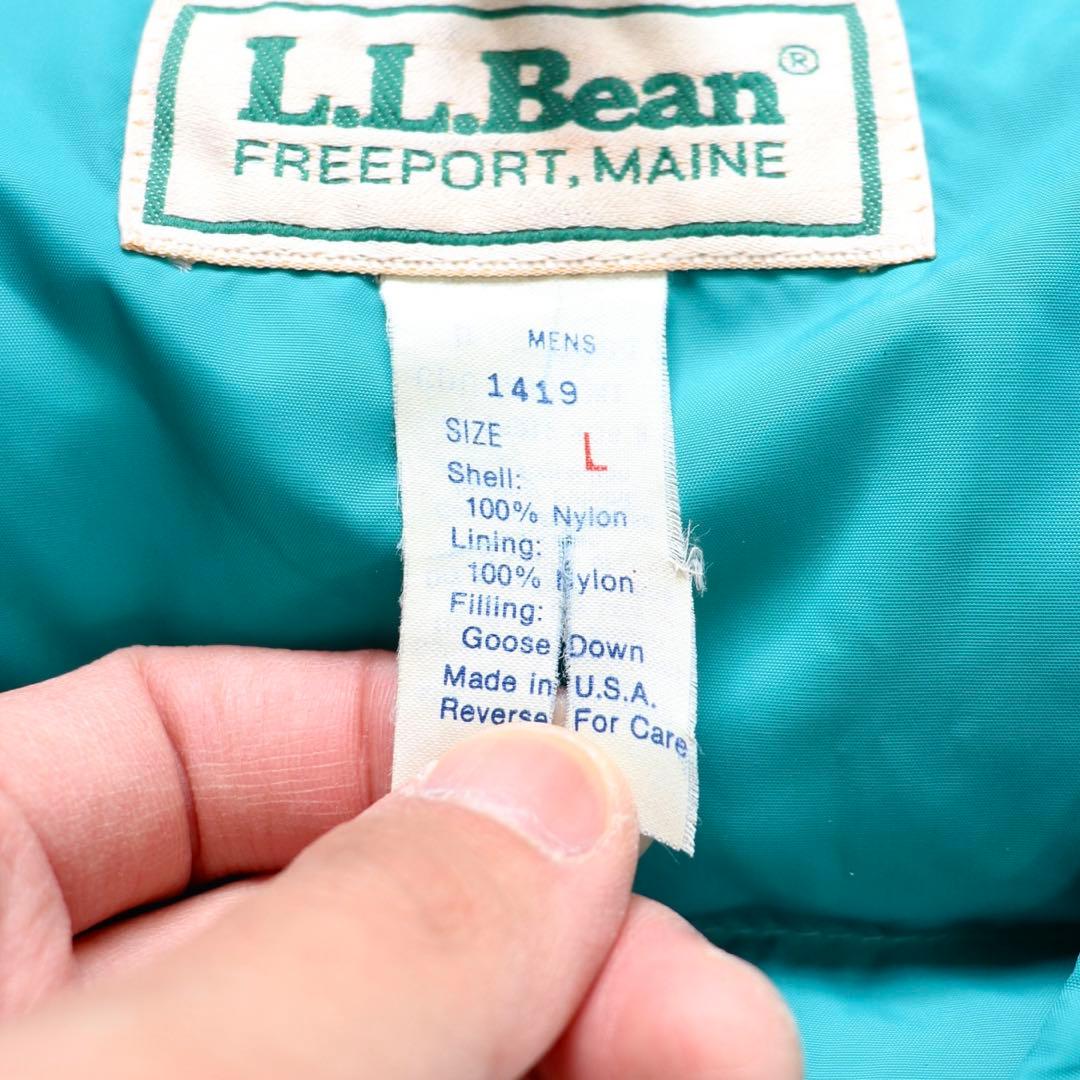 L.L.Bean®
FREEPORT, MAINE
MENS
1419
SIZE L
Shell:
100% Nylon
Lining:
100% Nylon
Filling:
Goose Down
Made in U.S.A.
Reverse For Care